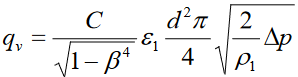 q_v = \frac{C}{\sqrt{1-\beta^4}} \varepsilon_1 \frac{d^2 \pi}{4} \sqrt{\frac{2}{\rho_1} \Delta p}